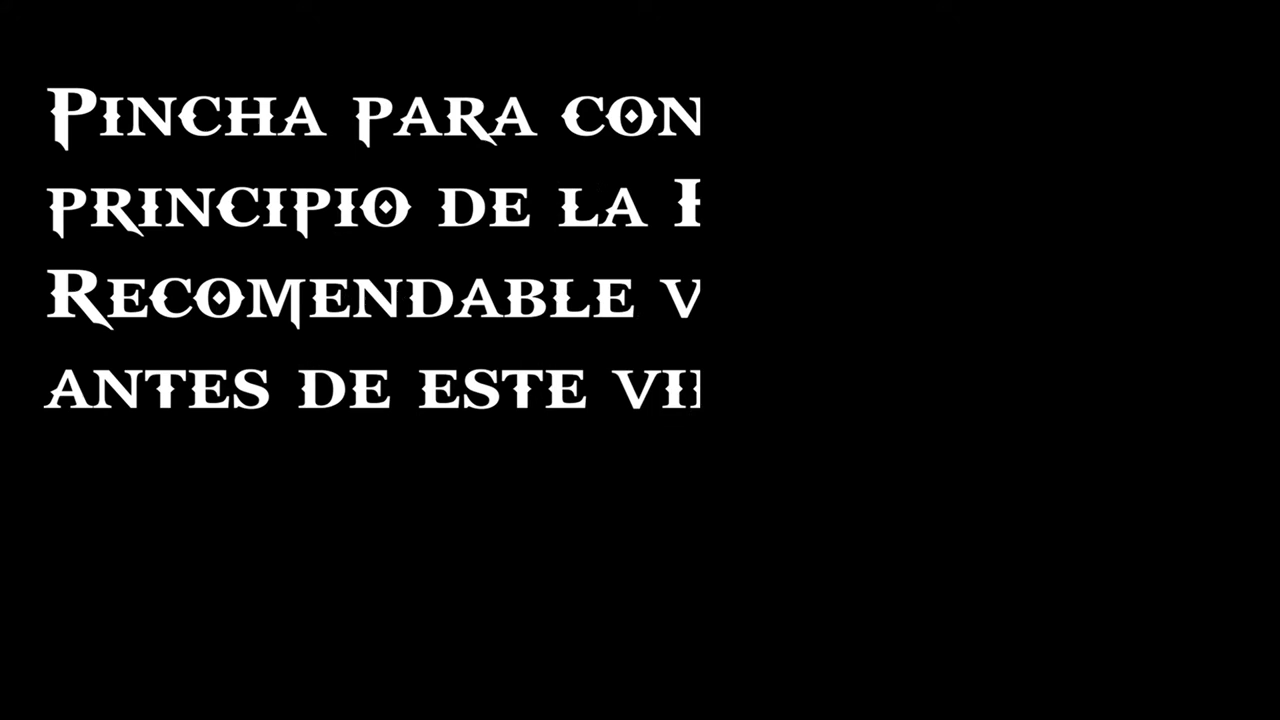 Pincha para con
principio de la
Recomendable v
antes de este